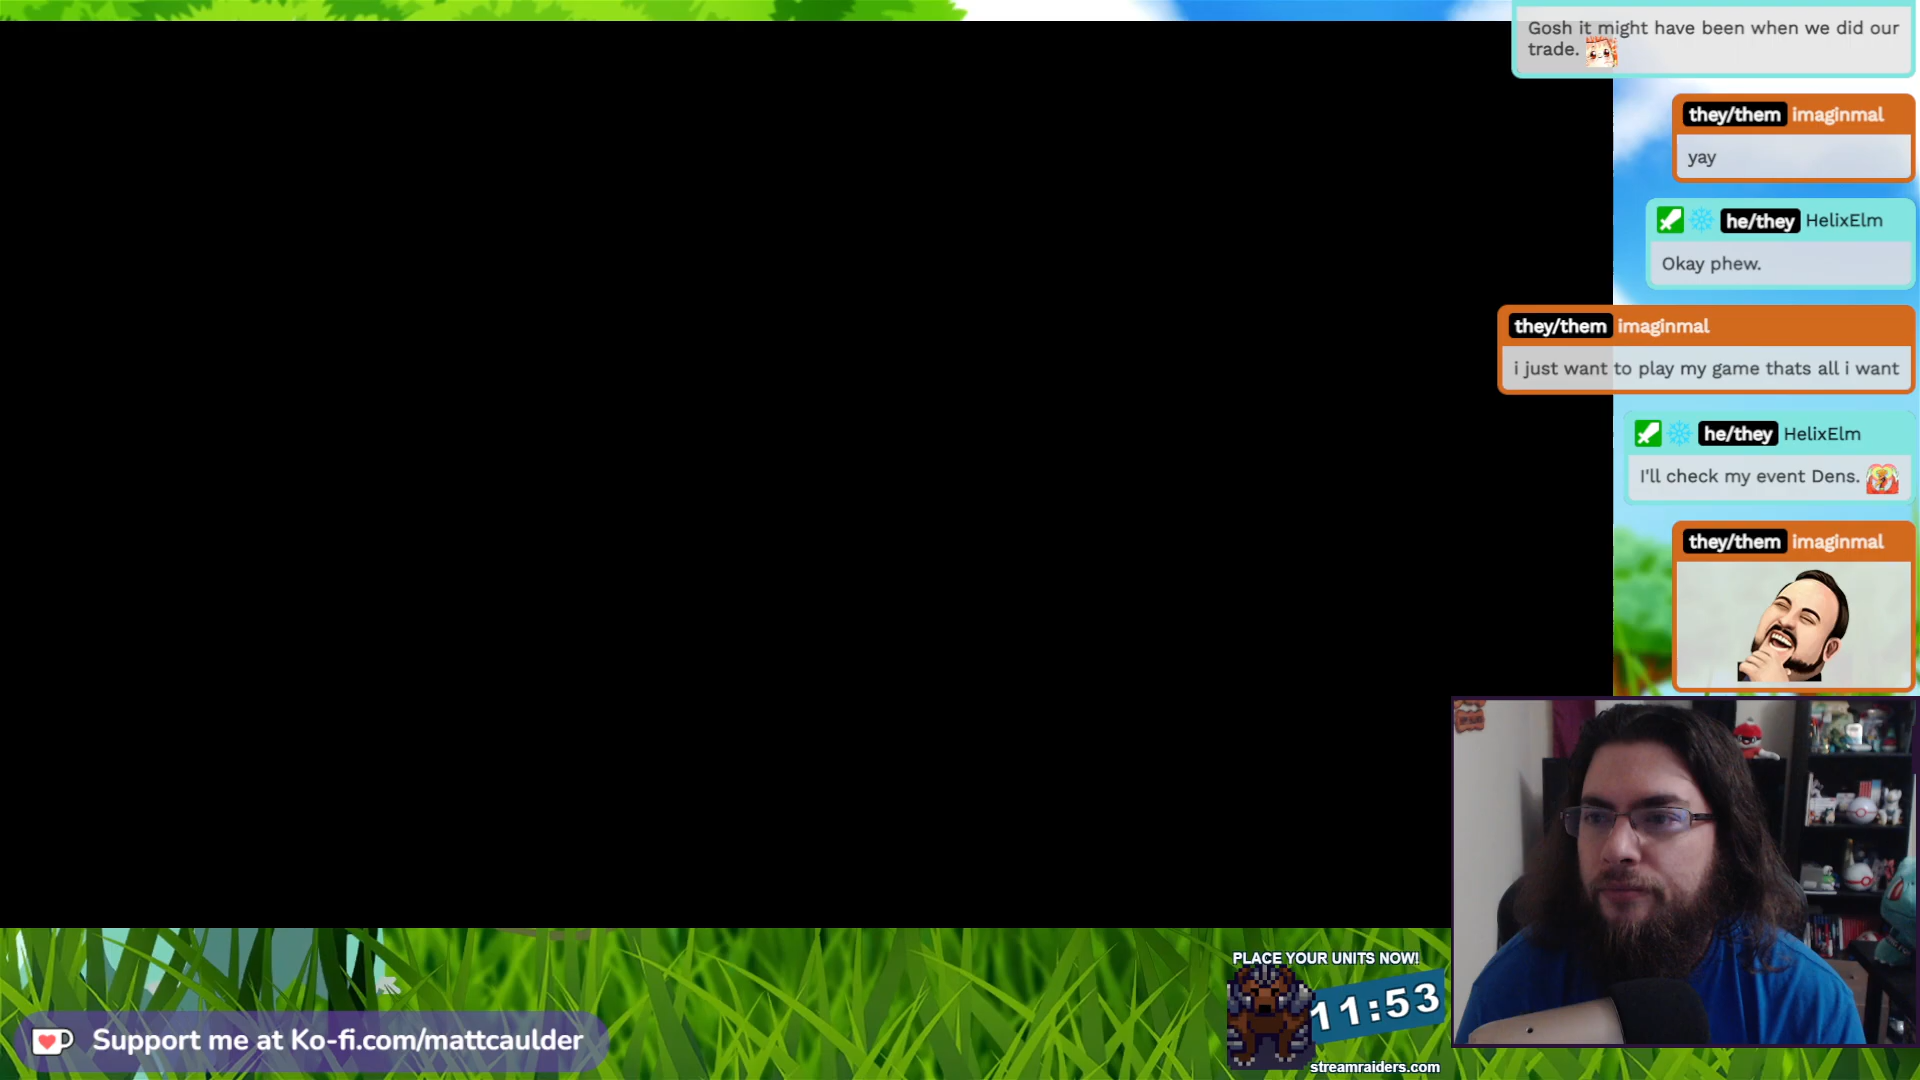 Gosh it might have been when we did our
trade.
they/them imaginmal
yay
he/they HelixElm
Okay phew.
they/them imaginmal
i just want to play my game thats all i want
he/they HelixElm
I'll check my event Dens.
they/them imaginmal
PLACE YOUR UNITS NOW!
11:53
streamraiders.com
Support me at Ko-fi.com/mattcaulder